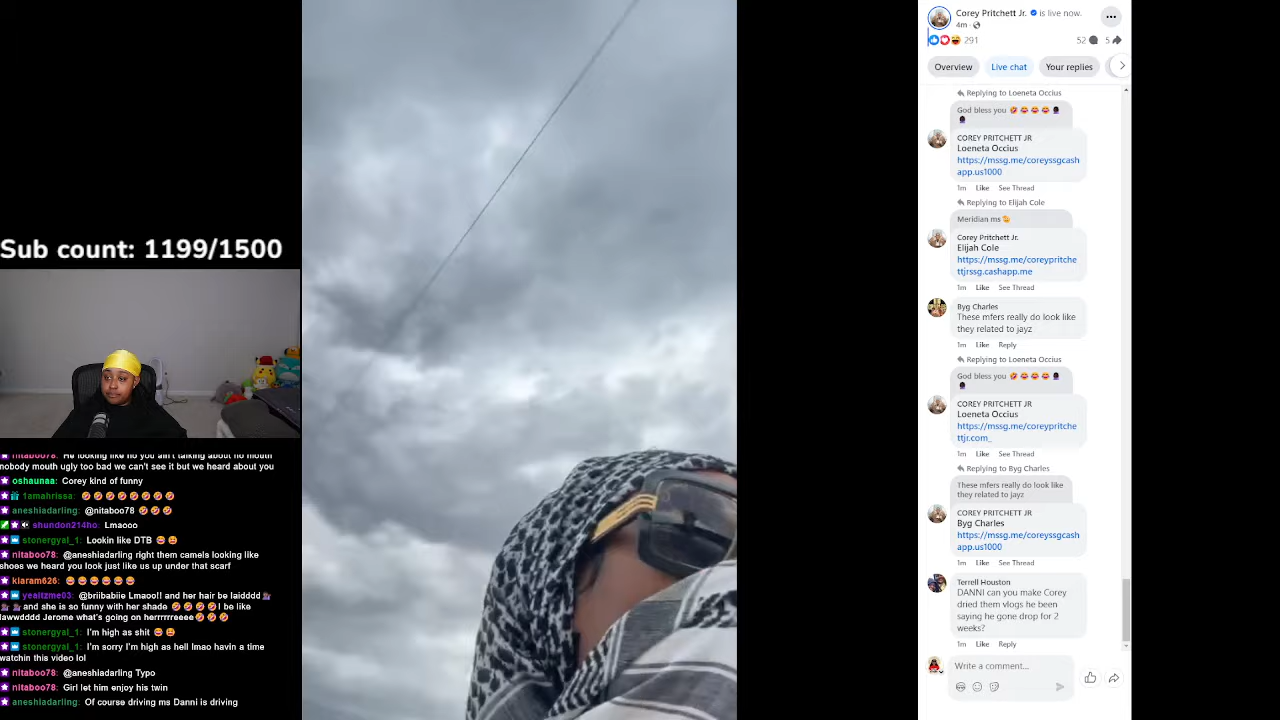 Sub count: 1199/1500
nitaboo78: He looking like no you ain't talking about no mouth
nobody mouth ugly too bad we can't see it but we heard about you
oshaunaa: Corey kind of funny
1amahrissa:
aneshiadarling: @nitaboo78
shundon214ho: Lmaooo
stonergyal_1: Lookin like DTB
nitaboo78: @aneshiadarling right them camels looking like
shoes we heard you look just like us up under that scarf
kiaram626:
yealtzme03: @briibabiie Lmaoo!! and her hair be laidddd
and she is so funny with her shade I be like
lawwdddd Jerome what's going on herrrrreeee
stonergyal_1: I'm high as shit
stonergyal_1: I'm sorry I'm high as hell lmao havin a time
watchin this video lol
nitaboo78: @aneshiadarling Typo
nitaboo78: Girl let him enjoy his twin
aneshiadarling: Of course driving ms Danni is driving
Corey Pritchett Jr. is live now.
4m
291
52
5
Overview
Live chat
Your replies
Replying to Loeneta Occius
God bless you
COREY PRITCHETT JR
Loeneta Occius
https://mssg.me/coreyssgcash
app.us1000
1m Like See Thread
Replying to Elijah Cole
Meridian ms
Corey Pritchett Jr.
Elijah Cole
https://mssg.me/coreypritche
ttjrssg.cashapp.me
1m Like See Thread
Byg Charles
These mfers really do look like
they related to jayz
1m Like Reply
Replying to Loeneta Occius
God bless you
COREY PRITCHETT JR
Loeneta Occius
https://mssg.me/coreypritche
ttjr.com_
1m Like See Thread
Replying to Byg Charles
These mfers really do look like
they related to jayz
COREY PRITCHETT JR
Byg Charles
https://mssg.me/coreyssgcash
app.us1000
1m Like See Thread
Terrell Houston
DANNI can you make Corey
dried them vlogs he been
saying he gone drop for 2
weeks?
1m Like Reply
Write a comment...